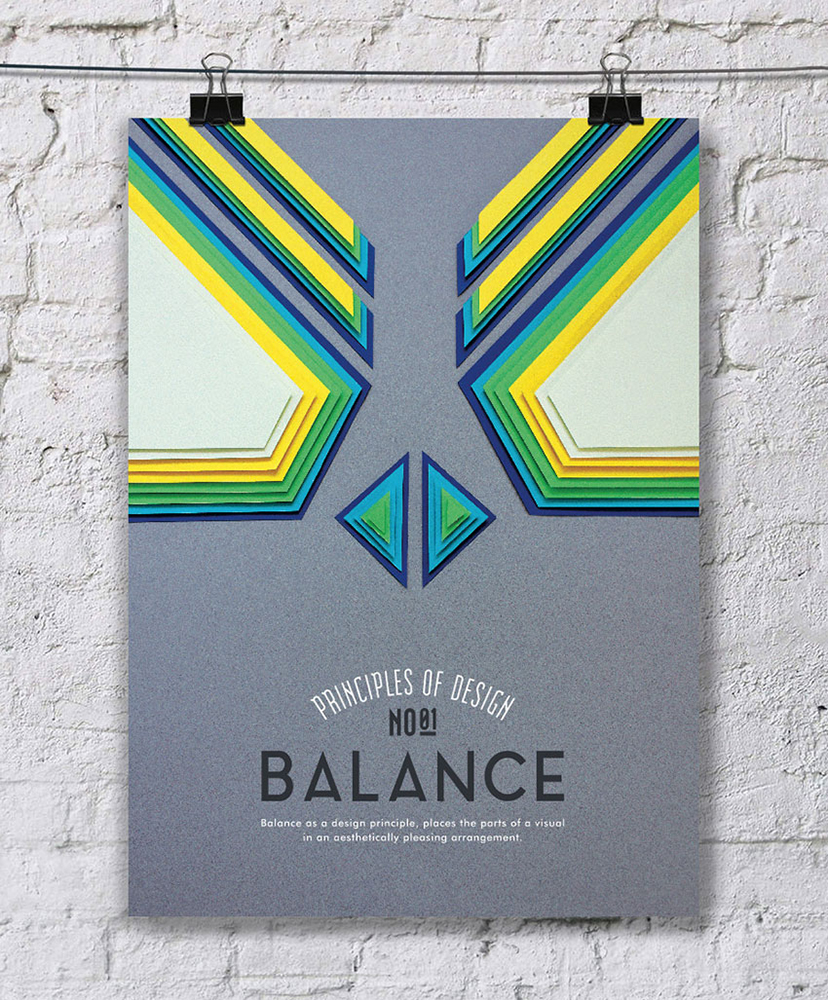 PRINCIPLES OF DESIGN
NO01
BALANCE
Balance as a design principle, places the parts of a visual
in an aesthetically pleasing arrangement.